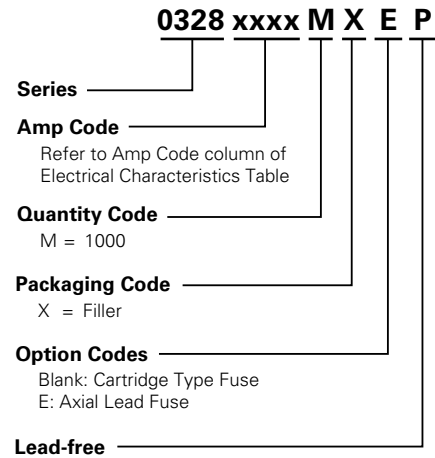 0328 xxxx M X E P
Series
Amp Code
Refer to Amp Code column of
Electrical Characteristics Table
Quantity Code
M = 1000
Packaging Code
X = Filler
Option Codes
Blank: Cartridge Type Fuse
E: Axial Lead Fuse
Lead-free